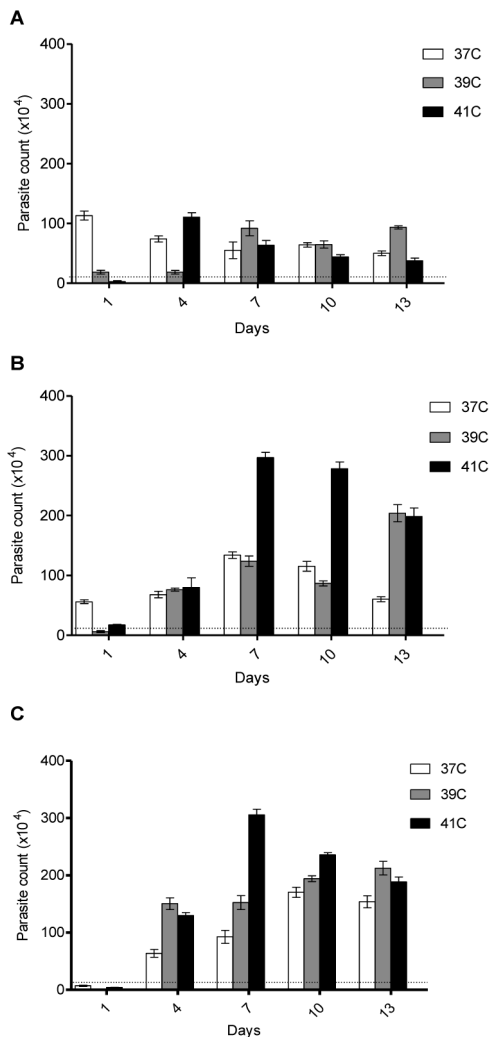 A
Parasite count (x10⁴)
400
300
200
100
0
37C
39C
41C
1 4 7 10 13
Days
B
Parasite count (x10⁴)
400
300
200
100
0
37C
39C
41C
1 4 7 10 13
Days
C
Parasite count (x10⁴)
400
300
200
100
0
37C
39C
41C
1 4 7 10 13
Days